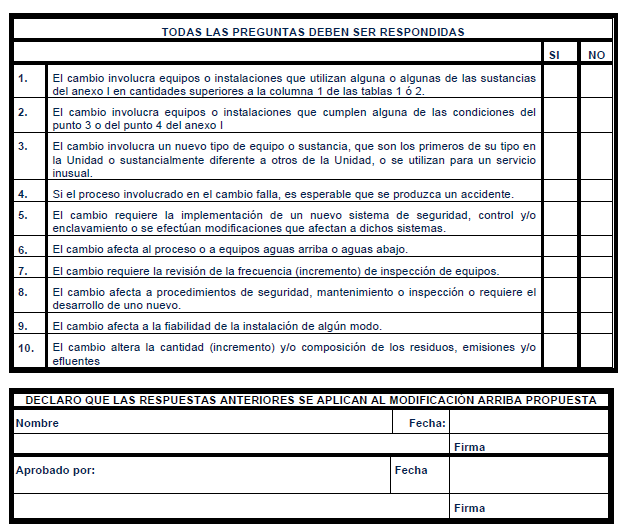 TODAS LAS PREGUNTAS DEBEN SER RESPONDIDAS
SI NO
1. El cambio involucra equipos o instalaciones que utilizan alguna o algunas de las sustancias
del anexo I en cantidades superiores a la columna 1 de las tablas 1 ó 2.
2. El cambio involucra equipos o instalaciones que cumplen alguna de las condiciones del
punto 3 o del punto 4 del anexo I
3. El cambio involucra un nuevo tipo de equipo o sustancia, que son los primeros de su tipo en
la Unidad o sustancialmente diferente a otros de la Unidad, o se utilizan para un servicio
inusual.
4. Si el proceso involucrado en el cambio falla, es esperable que se produzca un accidente.
5. El cambio requiere la implementación de un nuevo sistema de seguridad, control y/o
enclavamiento o se efectúan modificaciones que afectan a dichos sistemas.
6. El cambio afecta al proceso o a equipos aguas arriba o aguas abajo.
7. El cambio requiere la revisión de la frecuencia (incremento) de inspección de equipos.
8. El cambio afecta a procedimientos de seguridad, mantenimiento o inspección o requiere el
desarrollo de uno nuevo.
9. El cambio afecta a la fiabilidad de la instalación de algún modo.
10. El cambio altera la cantidad (incremento) y/o composición de los residuos, emisiones y/o
efluentes
DECLARO QUE LAS RESPUESTAS ANTERIORES SE APLICAN AL MODIFICACIÓN ARRIBA PROPUESTA
Nombre Fecha:
Firma
Aprobado por: Fecha
Firma